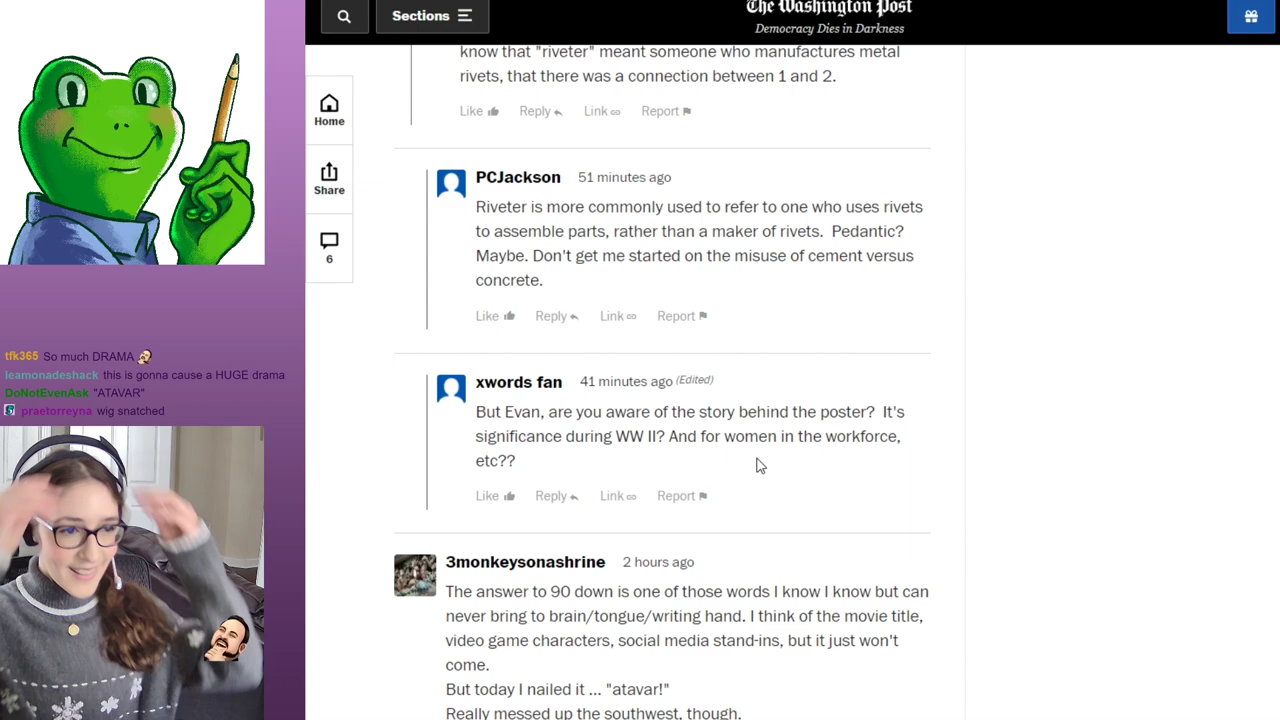 Sections
The Washington Post
Democracy Dies in Darkness
know that "riveter" meant someone who manufactures metal
rivets, that there was a connection between 1 and 2.
Like Reply Link Report
Home
Share
6
PCJackson 51 minutes ago
Riveter is more commonly used to refer to one who uses rivets
to assemble parts, rather than a maker of rivets. Pedantic?
Maybe. Don't get me started on the misuse of cement versus
concrete.
Like Reply Link Report
xwords fan 41 minutes ago (Edited)
But Evan, are you aware of the story behind the poster? It's
significance during WW II? And for women in the workforce,
etc??
Like Reply Link Report
3monkeysonashrine 2 hours ago
The answer to 90 down is one of those words I know I know but can
never bring to brain/tongue/writing hand. I think of the movie title,
video game characters, social media stand-ins, but it just won't
come.
But today I nailed it ... "atavar!"
Really messed up the southwest, though.
tfk365 So much DRAMA
leamonadeshack this is gonna cause a HUGE drama
DoNotEvenAsk "ATAVAR"
praetorreyna wig snatched